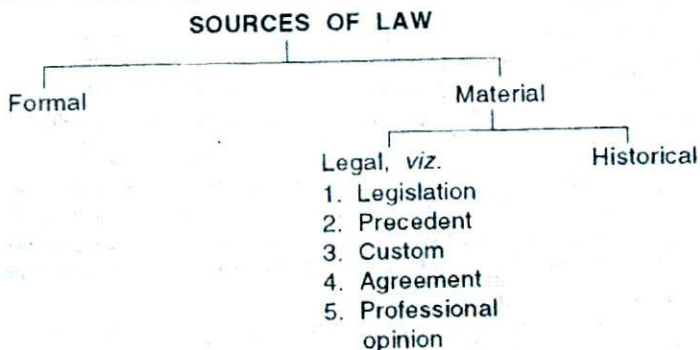 SOURCES OF LAW
Formal
Material
Legal, viz.
Historical
1. Legislation
2. Precedent
3. Custom
4. Agreement
5. Professional
opinion